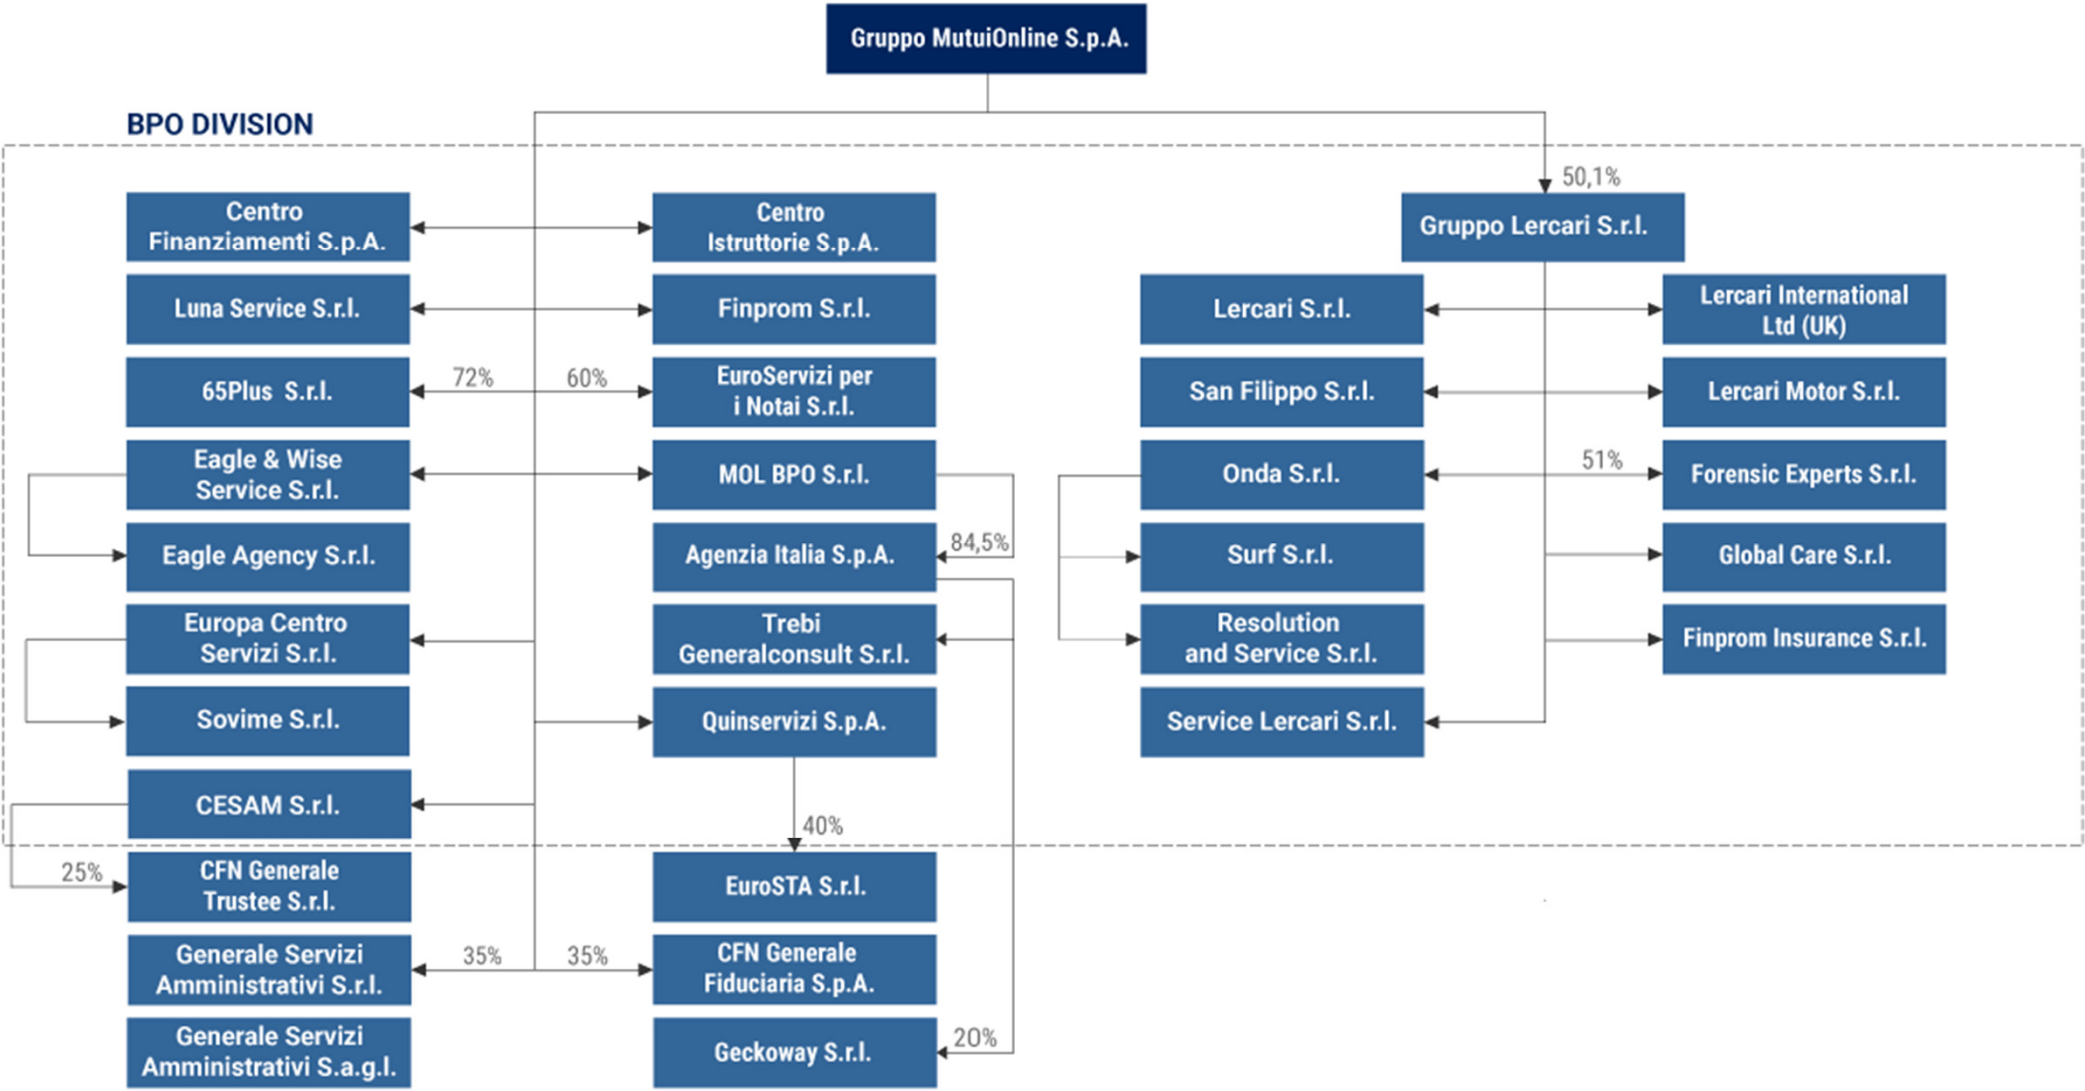 Gruppo MutuiOnline S.p.A.
BPO DIVISION
50,1%
Centro
Finanziamenti S.p.A.
Centro
Istruttorie S.p.A.
Gruppo Lercari S.r.l.
Luna Service S.r.l.
Finprom S.r.l.
Lercari S.r.l.
Lercari International
Ltd (UK)
65Plus S.r.l.
72%
60%
EuroServizi per
i Notai S.r.l.
San Filippo S.r.l.
Lercari Motor S.r.l.
Eagle & Wise
Service S.r.l.
MOL BPO S.r.l.
Onda S.r.l.
51%
Forensic Experts S.r.l.
Eagle Agency S.r.l.
Agenzia Italia S.p.A.
84,5%
Surf S.r.l.
Global Care S.r.l.
Europa Centro
Servizi S.r.l.
Trebi
Generalconsult S.r.l.
Resolution
and Service S.r.l.
Finprom Insurance S.r.l.
Sovime S.r.l.
Quinservizi S.p.A.
Service Lercari S.r.l.
CESAM S.r.l.
40%
25%
CFN Generale
Trustee S.r.l.
EuroSTA S.r.l.
Generale Servizi
Amministrativi S.r.l.
35%
35%
CFN Generale
Fiduciaria S.p.A.
Generale Servizi
Amministrativi S.a.g.l.
Geckoway S.r.l.
20%